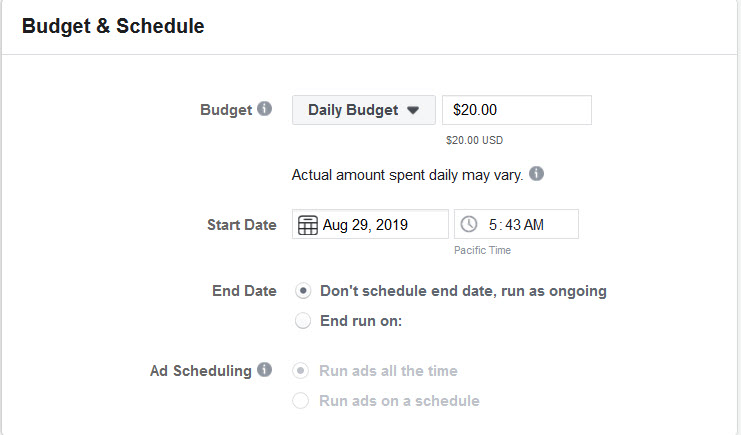 Budget & Schedule
Budget Daily Budget $20.00
$20.00 USD
Actual amount spent daily may vary.
Start Date Aug 29, 2019 5:43 AM
Pacific Time
End Date Don't schedule end date, run as ongoing
End run on:
Ad Scheduling Run ads all the time
Run ads on a schedule